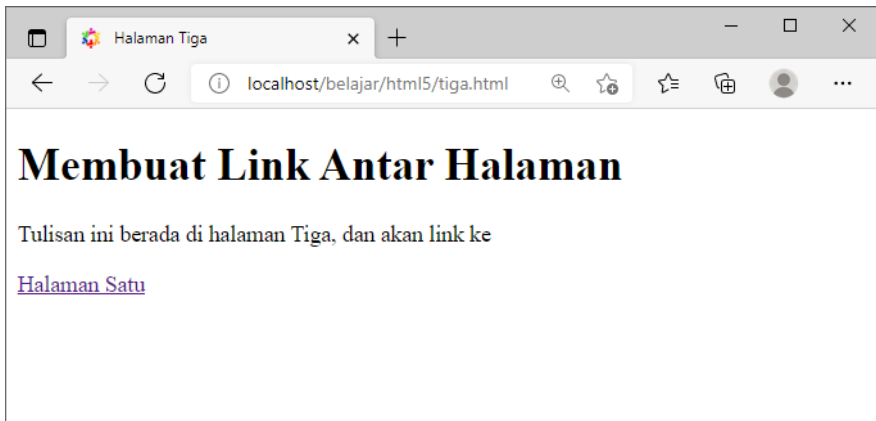 Halaman Tiga
localhost/belajar/html5/tiga.html
Membuat Link Antar Halaman
Tulisan ini berada di halaman Tiga, dan akan link ke
Halaman Satu